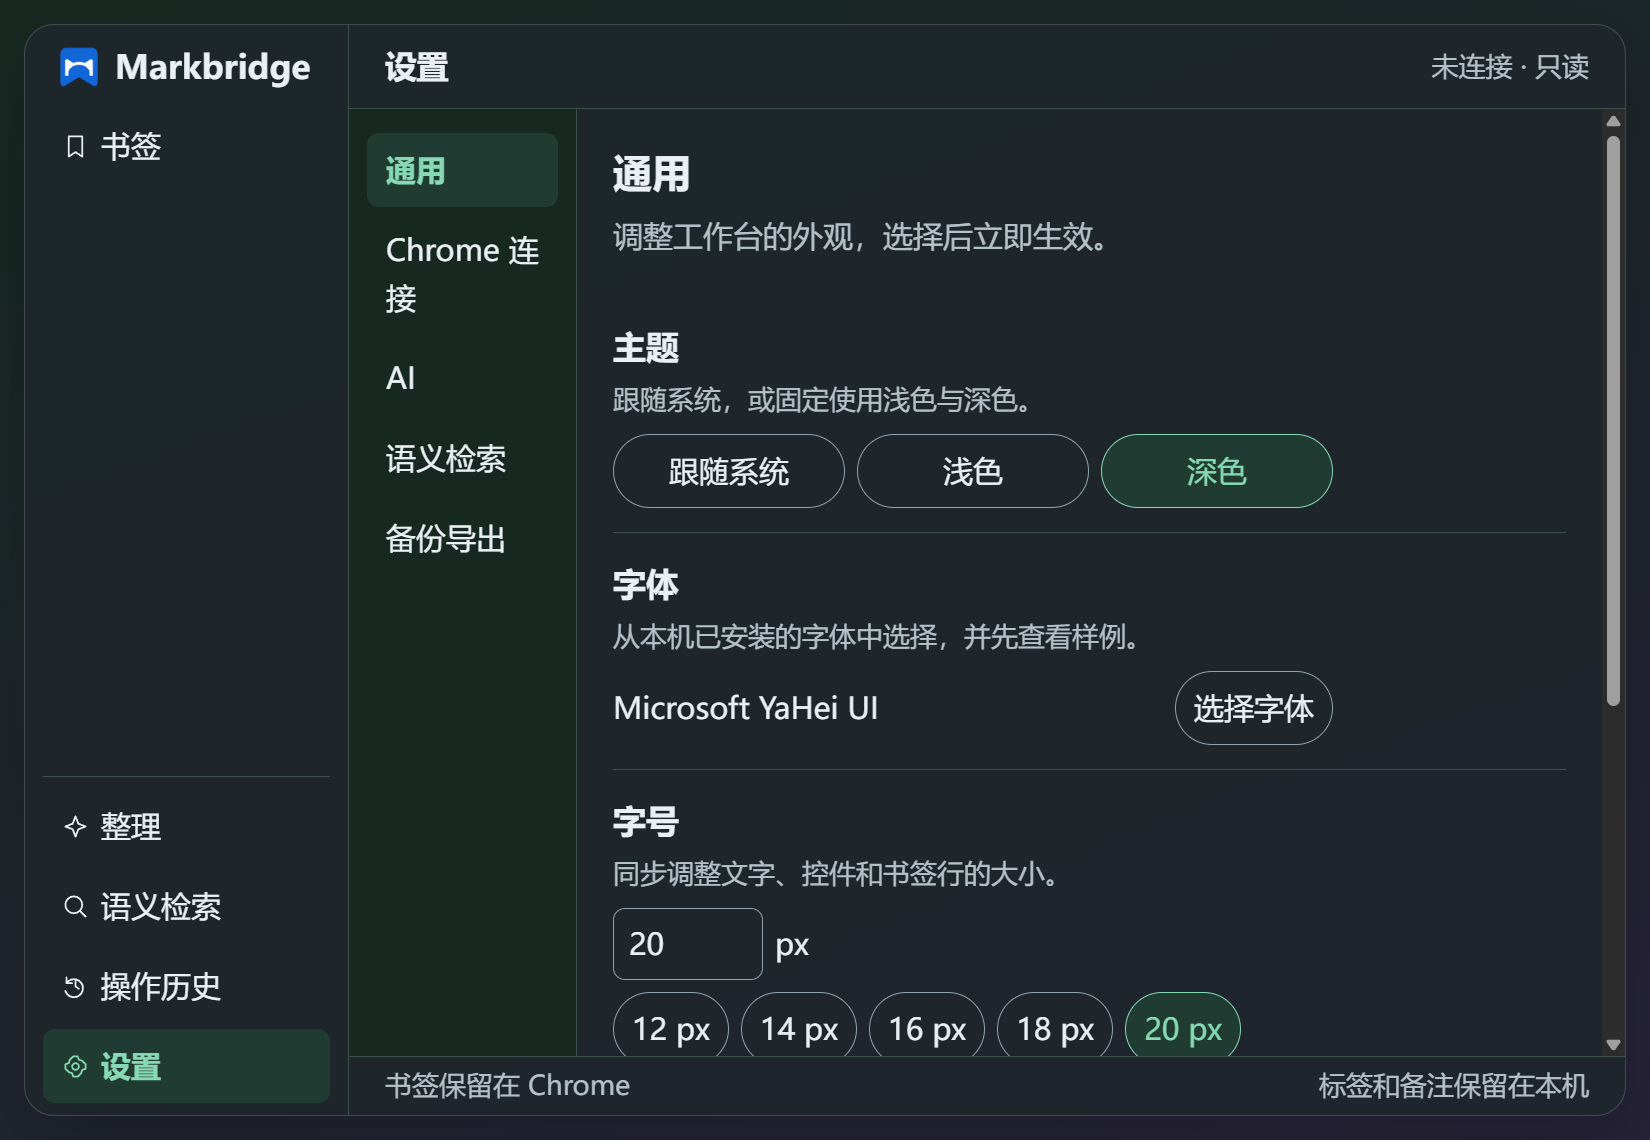 Markbridge
书签
整理
语义检索
操作历史
设置
设置
未连接 · 只读
通用
Chrome 连
接
AI
语义检索
备份导出
通用
调整工作台的外观，选择后立即生效。
主题
跟随系统，或固定使用浅色与深色。
跟随系统 浅色 深色
字体
从本机已安装的字体中选择，并先查看样例。
Microsoft YaHei UI 选择字体
字号
同步调整文字、控件和书签行的大小。
20 px
12 px 14 px 16 px 18 px 20 px
书签保留在 Chrome
标签和备注保留在本机